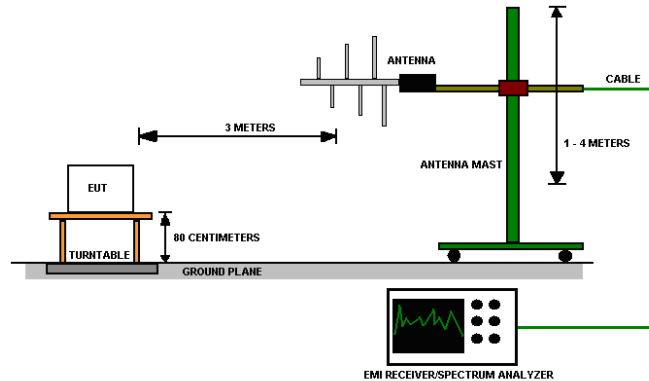 ANTENNA
CABLE
3 METERS
1 - 4 METERS
ANTENNA MAST
EUT
80 CENTIMETERS
TURNTABLE
GROUND PLANE
EMI RECEIVER/SPECTRUM ANALYZER